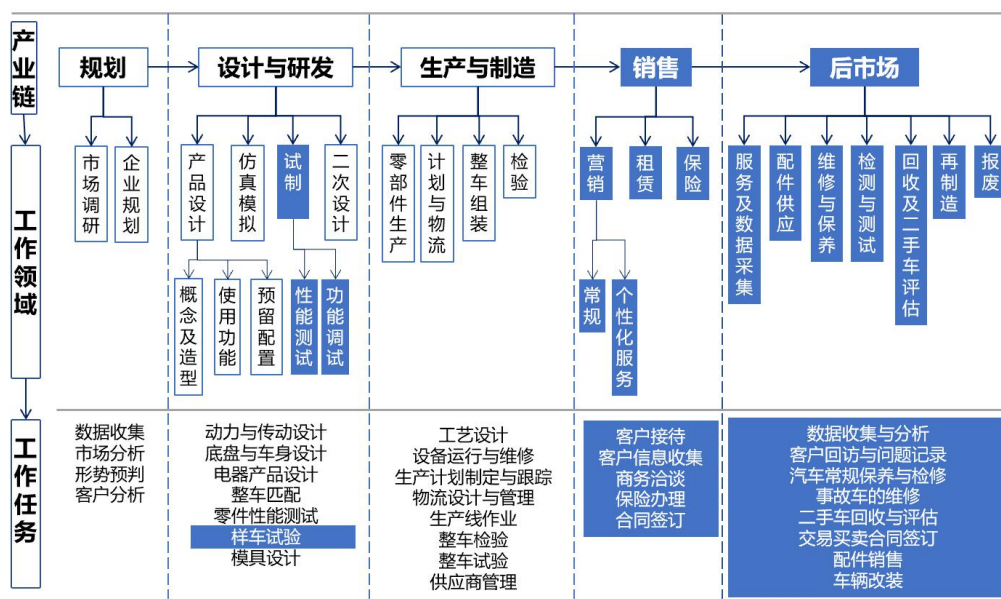 产业链
规划
设计与研发
生产与制造
销售
后市场
工作领域
市场调研
企业规划
产品设计
仿真模拟
试制
二次设计
零部件生产
计划与物流
整车组装
检验
营销
租赁
保险
服务及数据采集
配件供应
维修与保养
检测与测试
回收及二手车评估
再制造
报废
概念及造型
使用功能
预留配置
性能测试
功能调试
常规
个性化服务
工作任务
数据收集
市场分析
形势预判
客户分析
动力与传动设计
底盘与车身设计
电器产品设计
整车匹配
零件性能测试
样车试验
模具设计
工艺设计
设备运行与维修
生产计划制定与跟踪
物流设计与管理
生产线作业
整车检验
整车试验
供应商管理
客户接待
客户信息收集
商务洽谈
保险办理
合同签订
数据收集与分析
客户回访与问题记录
汽车常规保养与检修
事故车的维修
二手车回收与评估
交易买卖合同签订
配件销售
车辆改装